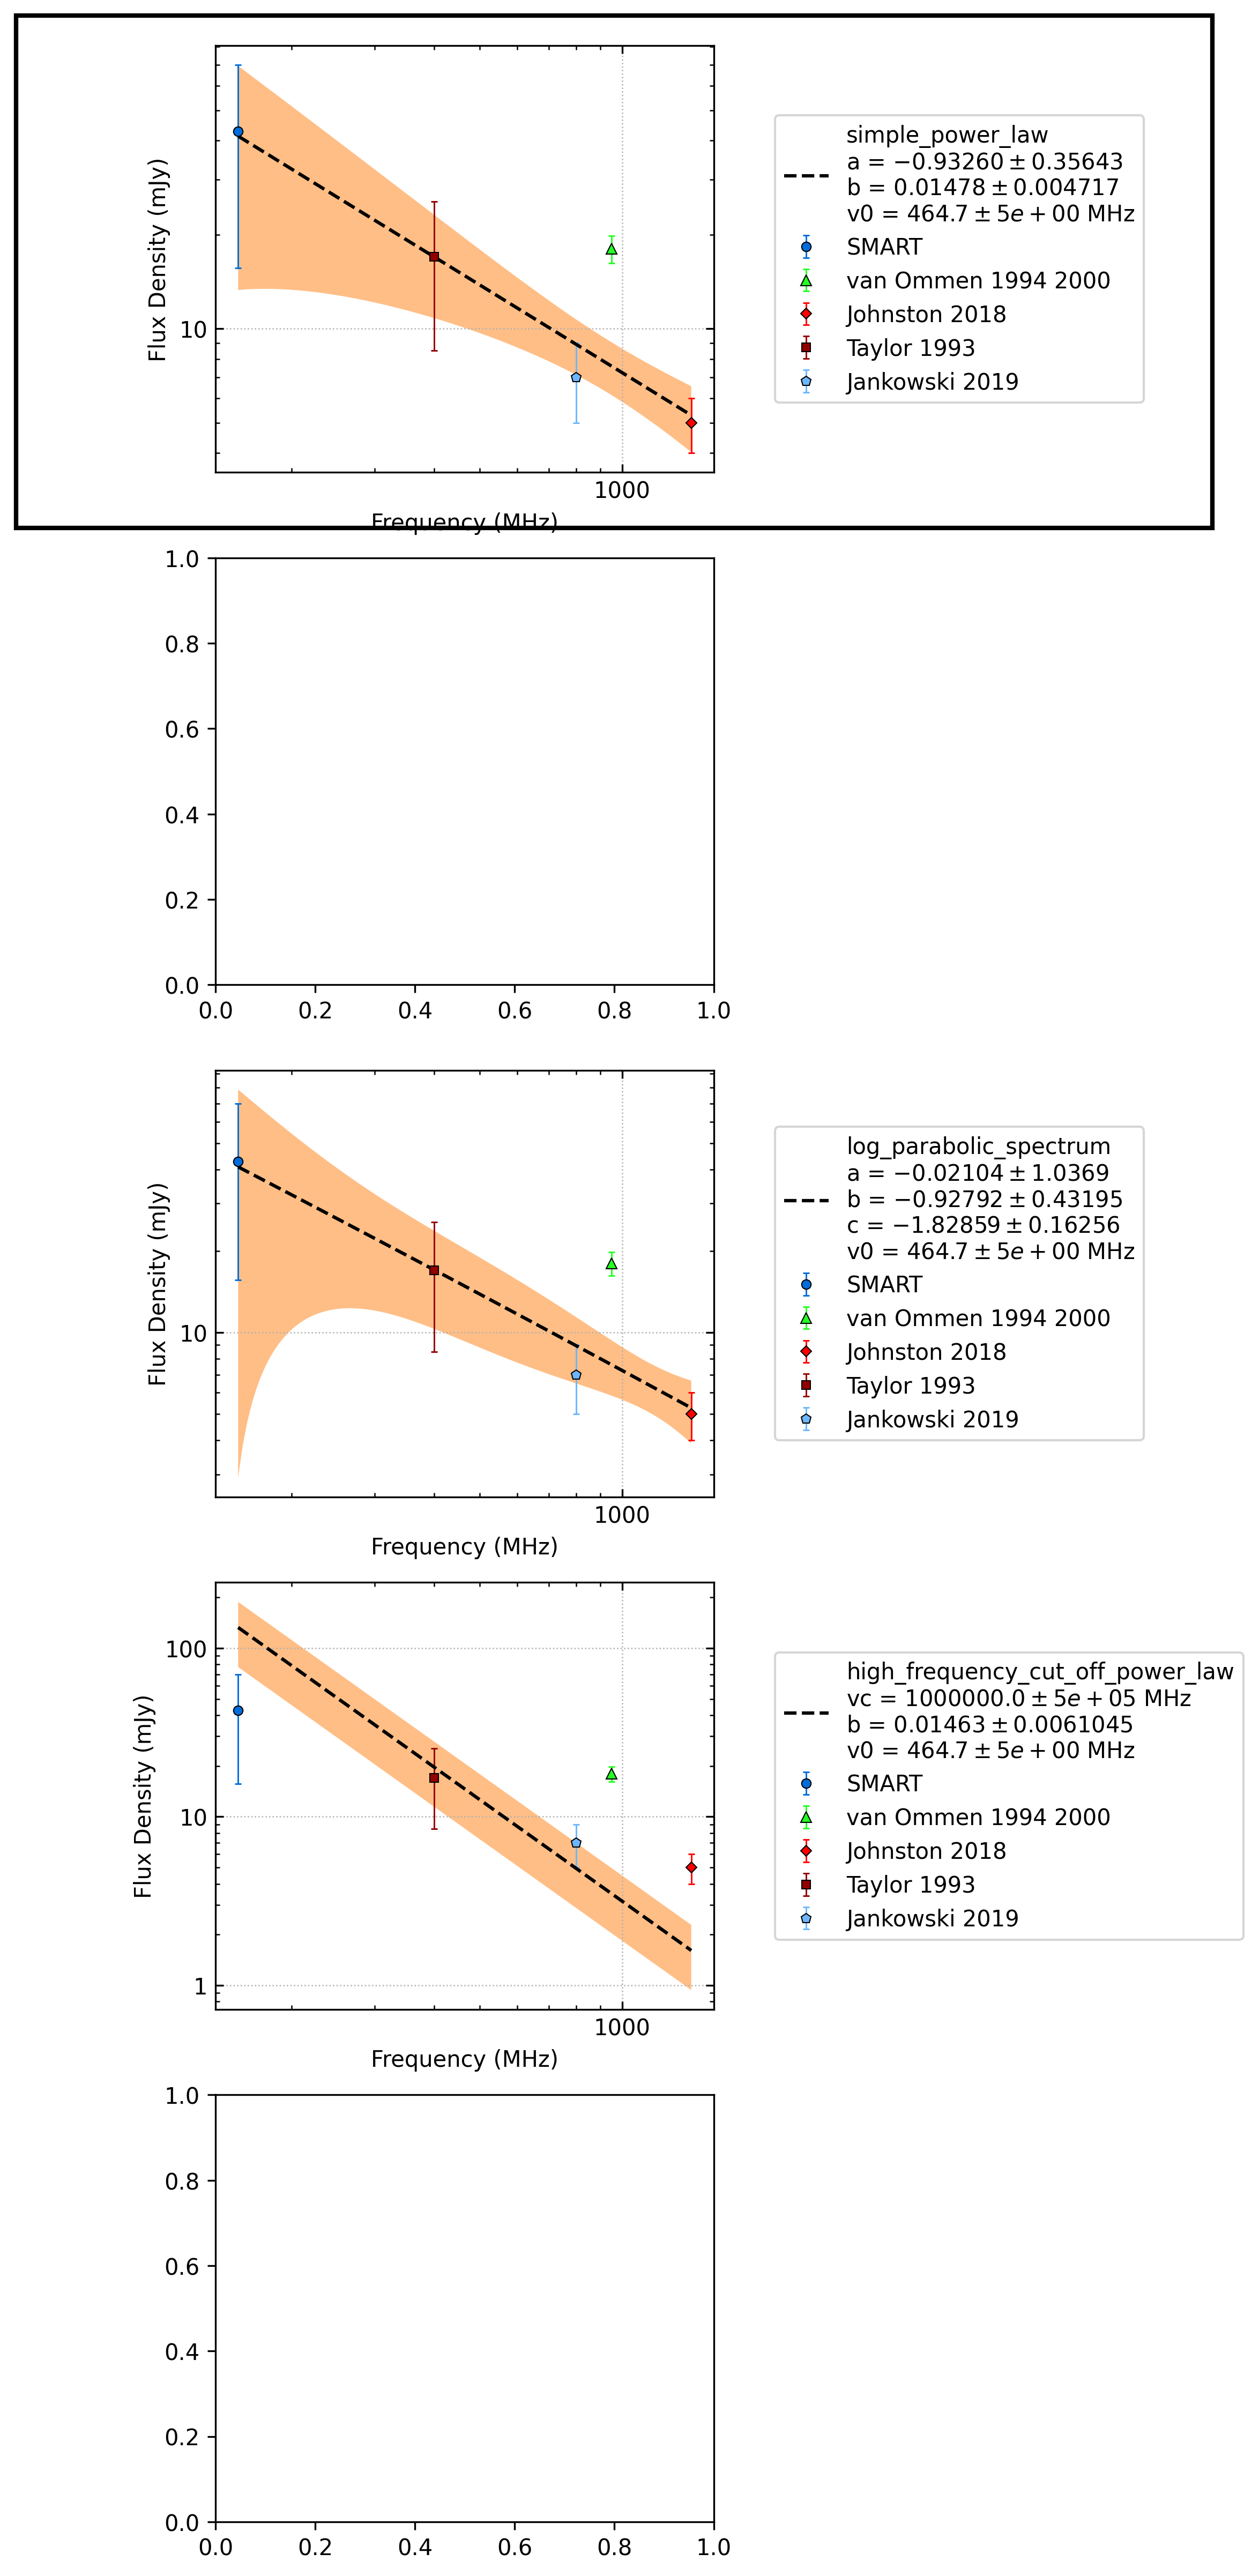 Flux Density (mJy)
10
1000
Frequency (MHz)
simple_power_law
a = −0.93260 ± 0.35643
b = 0.01478 ± 0.004717
v0 = 464.7 ± 5e + 00 MHz
SMART
van Ommen 1994 2000
Johnston 2018
Taylor 1993
Jankowski 2019
1.0
0.8
0.6
0.4
0.2
0.0
0.0 0.2 0.4 0.6 0.8 1.0
Flux Density (mJy)
10
1000
Frequency (MHz)
log_parabolic_spectrum
a = −0.02104 ± 1.0369
b = −0.92792 ± 0.43195
c = −1.82859 ± 0.16256
v0 = 464.7 ± 5e + 00 MHz
SMART
van Ommen 1994 2000
Johnston 2018
Taylor 1993
Jankowski 2019
Flux Density (mJy)
100
10
1
1000
Frequency (MHz)
high_frequency_cut_off_power_law
vc = 1000000.0 ± 5e + 05 MHz
b = 0.01463 ± 0.0061045
v0 = 464.7 ± 5e + 00 MHz
SMART
van Ommen 1994 2000
Johnston 2018
Taylor 1993
Jankowski 2019
1.0
0.8
0.6
0.4
0.2
0.0
0.0 0.2 0.4 0.6 0.8 1.0